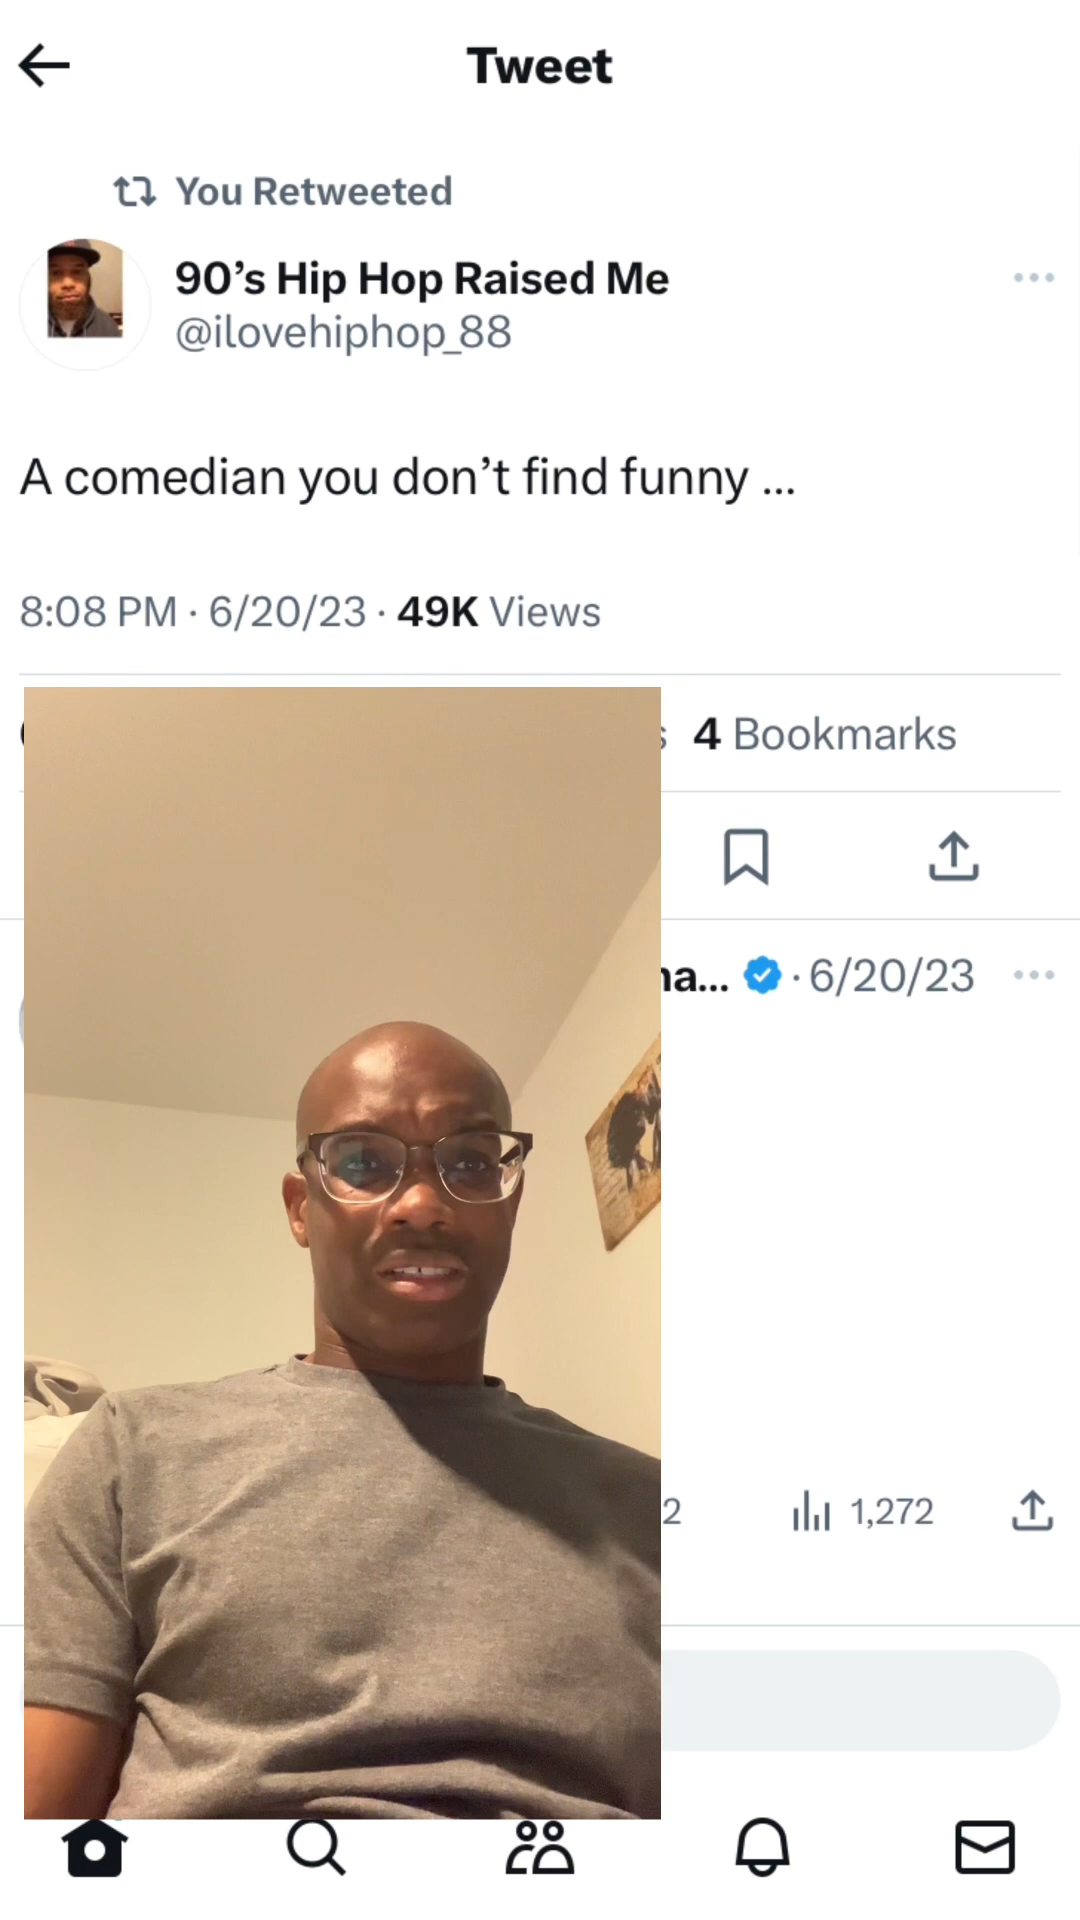 Tweet
You Retweeted
90’s Hip Hop Raised Me
@ilovehiphop_88
A comedian you don’t find funny ...
8:08 PM · 6/20/23 · 49K Views
4 Bookmarks
· 6/20/23
1,272